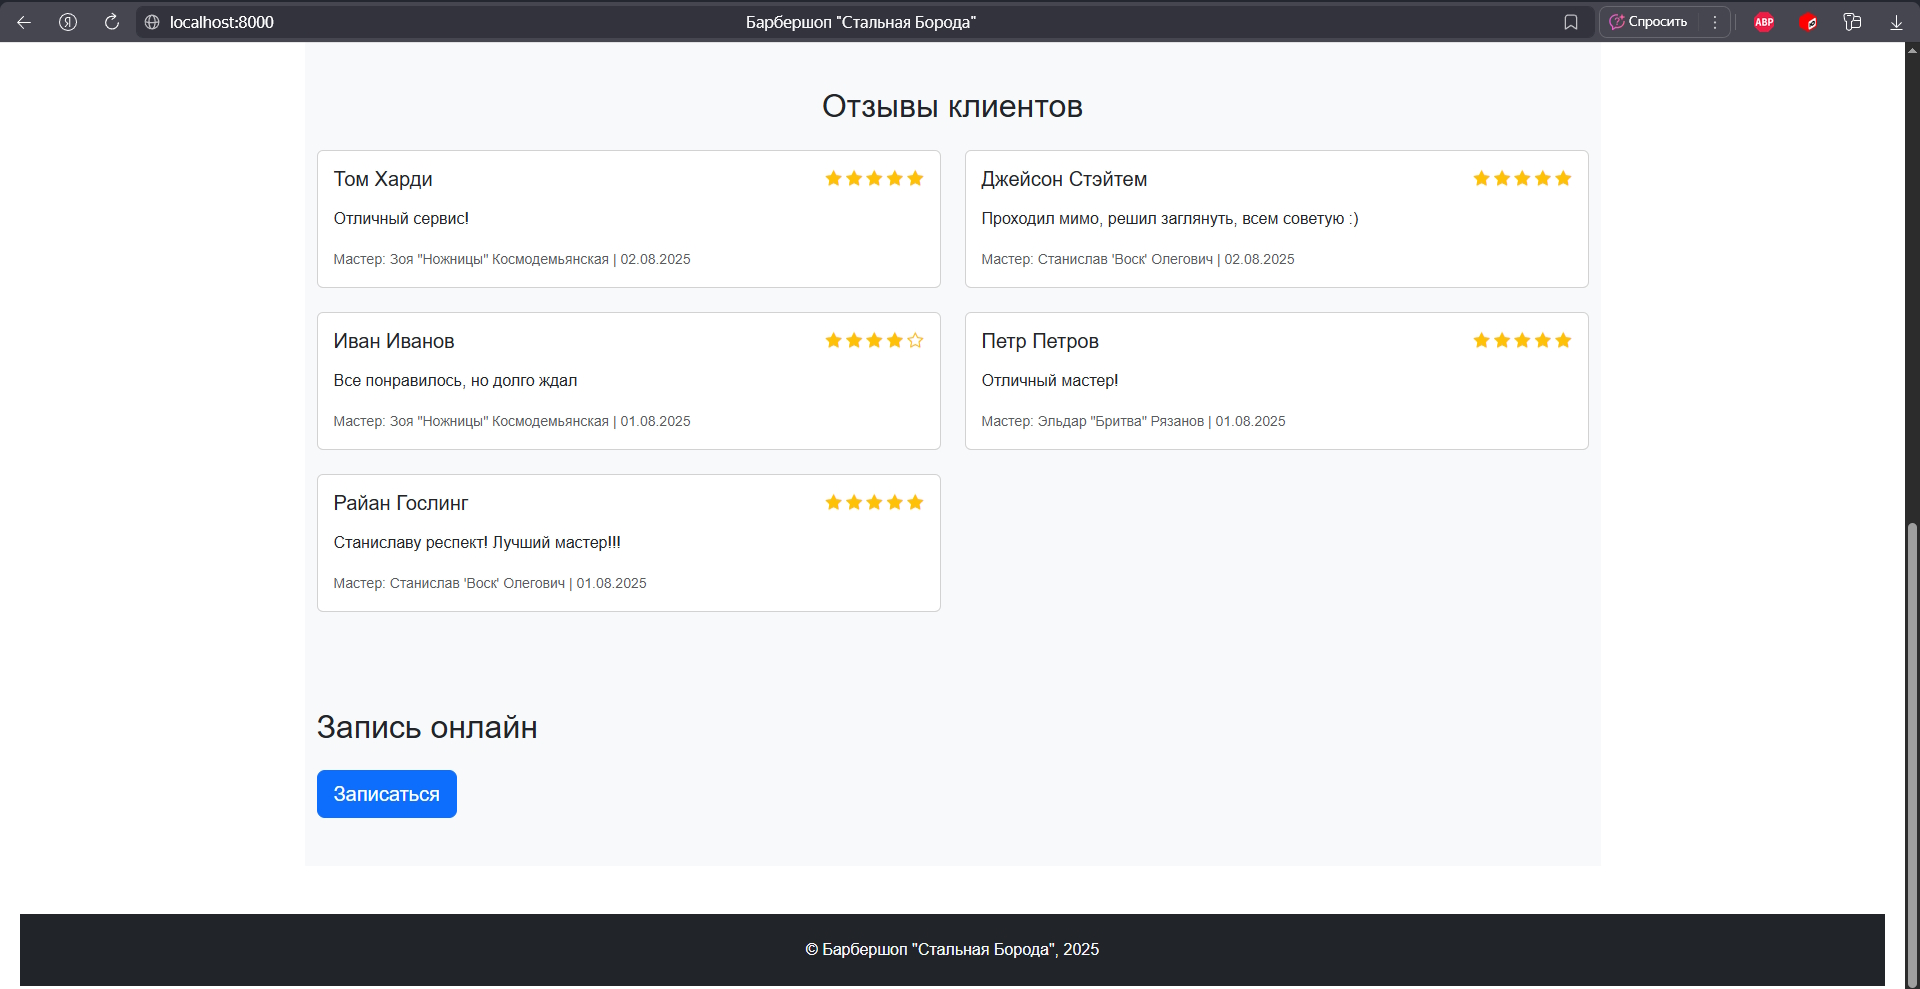 localhost:8000
Барбершоп "Стальная Борода"
Спросить
ABP
Отзывы клиентов
Том Харди
Отличный сервис!
Мастер: Зоя "Ножницы" Космодемьянская | 02.08.2025
Джейсон Стэйтем
Проходил мимо, решил заглянуть, всем советую :)
Мастер: Станислав 'Воск' Олегович | 02.08.2025
Иван Иванов
Все понравилось, но долго ждал
Мастер: Зоя "Ножницы" Космодемьянская | 01.08.2025
Петр Петров
Отличный мастер!
Мастер: Эльдар "Бритва" Рязанов | 01.08.2025
Райан Гослинг
Станиславу респект! Лучший мастер!!!
Мастер: Станислав 'Воск' Олегович | 01.08.2025
Запись онлайн
Записаться
© Барбершоп "Стальная Борода", 2025